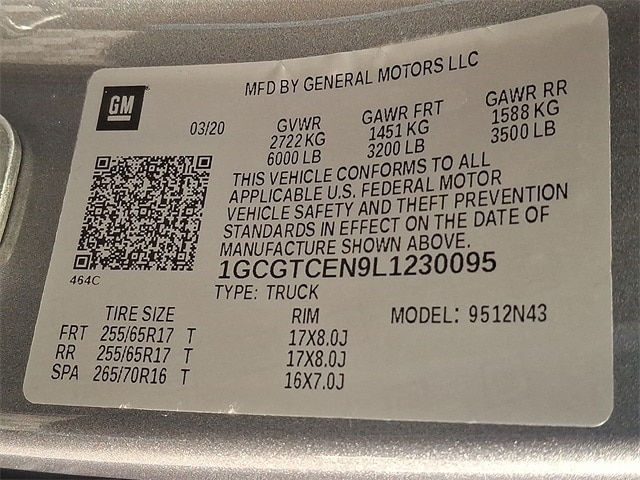 GM
MFD BY GENERAL MOTORS LLC
03/20 GVWR GAWR FRT GAWR RR
2722 KG 1451 KG 1588 KG
6000 LB 3200 LB 3500 LB
THIS VEHICLE CONFORMS TO ALL
APPLICABLE U.S. FEDERAL MOTOR
VEHICLE SAFETY AND THEFT PREVENTION
STANDARDS IN EFFECT ON THE DATE OF
MANUFACTURE SHOWN ABOVE.
1GCGTCEN9L1230095
464C
TYPE: TRUCK
TIRE SIZE RIM MODEL: 9512N43
FRT 255/65R17 T 17X8.0J
RR 255/65R17 T 17X8.0J
SPA 265/70R16 T 16X7.0J